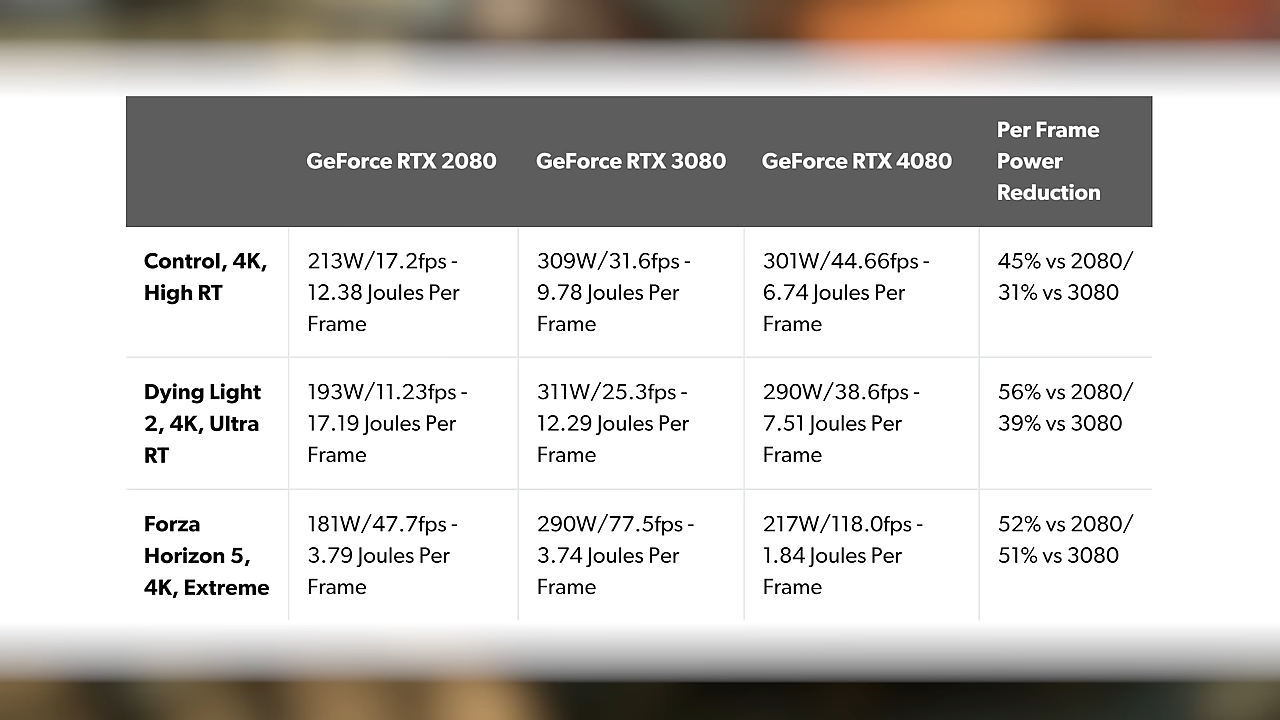 Per Frame
GeForce RTX 2080 GeForce RTX 3080 GeForce RTX 4080 Power
Reduction
Control, 4K, 213W/17.2fps - 309W/31.6fps - 301W/44.66fps - 45% vs 2080/
High RT 12.38 Joules Per 9.78 Joules Per 6.74 Joules Per 31% vs 3080
Frame Frame Frame
Dying Light 193W/11.23fps - 311W/25.3fps - 290W/38.6fps - 56% vs 2080/
2, 4K, Ultra 17.19 Joules Per 12.29 Joules Per 7.51 Joules Per 39% vs 3080
RT Frame Frame Frame
Forza 181W/47.7fps - 290W/77.5fps - 217W/118.0fps - 52% vs 2080/
Horizon 5, 3.79 Joules Per 3.74 Joules Per 1.84 Joules Per 51% vs 3080
4K, Extreme Frame Frame Frame